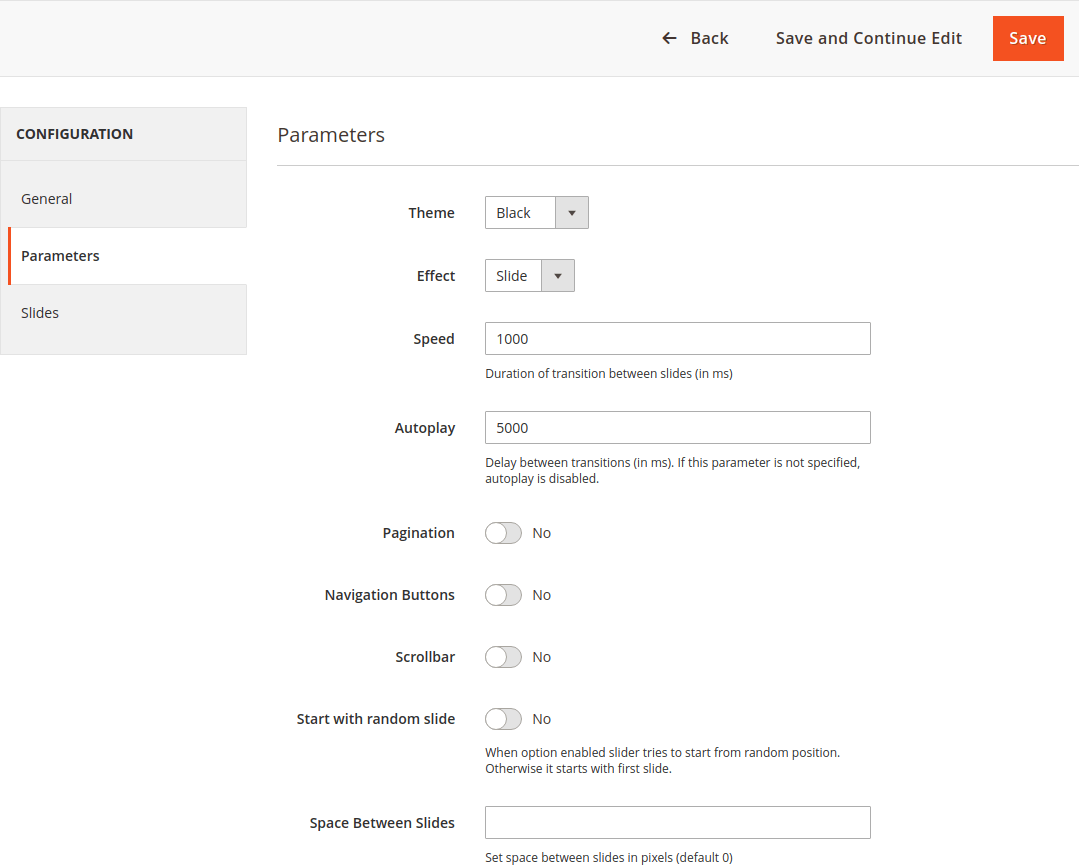 ← Back Save and Continue Edit Save
CONFIGURATION
General
Parameters
Slides
Parameters
Theme Black
Effect Slide
Speed 1000
Duration of transition between slides (in ms)
Autoplay 5000
Delay between transitions (in ms). If this parameter is not specified,
autoplay is disabled.
Pagination No
Navigation Buttons No
Scrollbar No
Start with random slide No
When option enabled slider tries to start from random position.
Otherwise it starts with first slide.
Space Between Slides
Set space between slides in pixels (default 0)